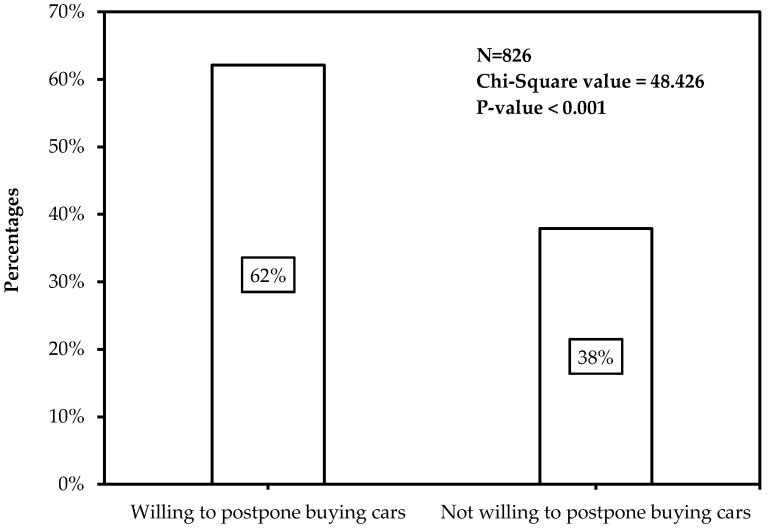 70%
60%
50%
40%
30%
20%
10%
0%
Percentages
N=826
Chi-Square value = 48.426
P-value < 0.001
62%
38%
Willing to postpone buying cars
Not willing to postpone buying cars